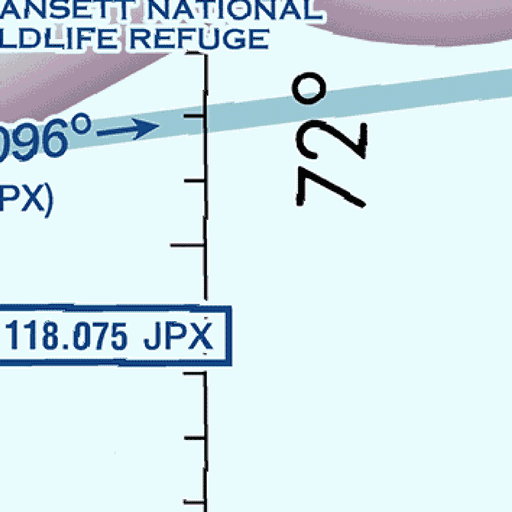 ANSETT NATIONAL
LDLIFE REFUGE
096°
PX)
72°
118.075 JPX